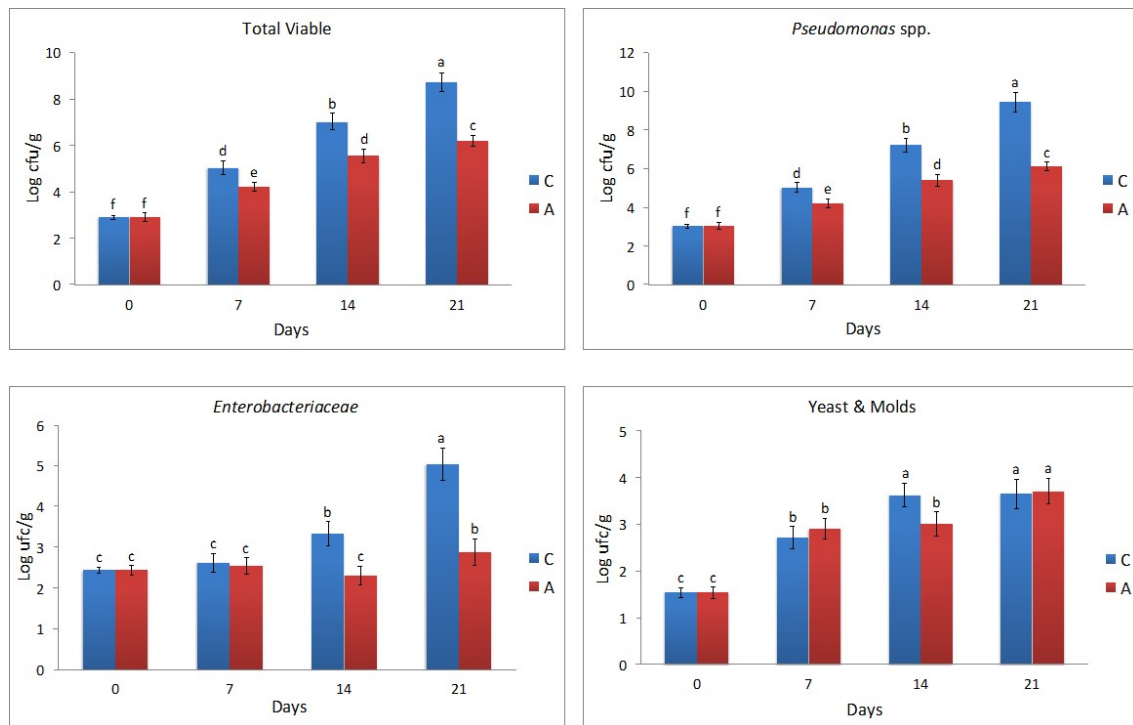 Total Viable
10
8
6
4
2
0
Log cfu/g
f f d e b d a c
0 7 14 21
Days
C
A
Pseudomonas spp.
12
10
8
6
4
2
0
Log cfu/g
f f d e b d a c
0 7 14 21
Days
C
A
Enterobacteriaceae
6
5
4
3
2
1
0
Log ufc/g
c c c c b c a b
0 7 14 21
Days
C
A
Yeast & Molds
5
4
3
2
1
0
Log ufc/g
c c b b a b a a
0 7 14 21
Days
C
A